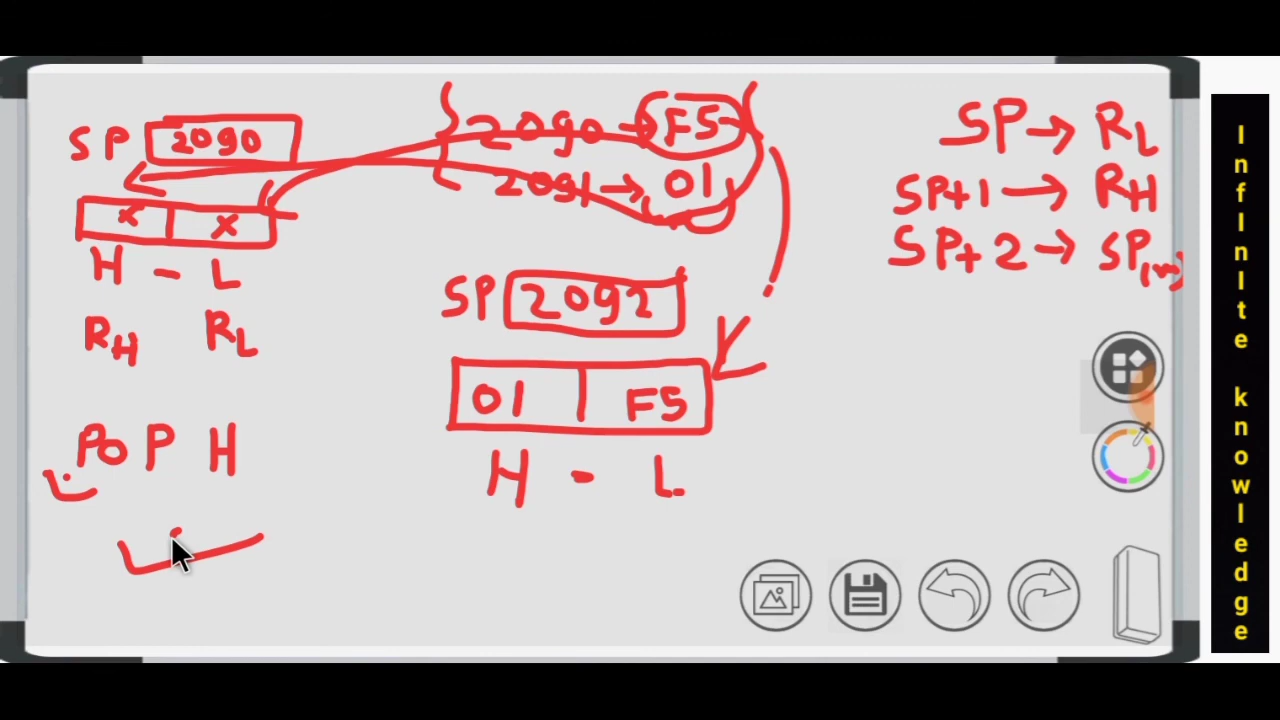 SP 2090
x x
H - L
RH RL
POP H
2090 → F5
2091 → 01
SP 2092
01 F5
H - L
SP → RL
SP+1 → RH
SP+2 → SP(n)
InfInIte knowledge